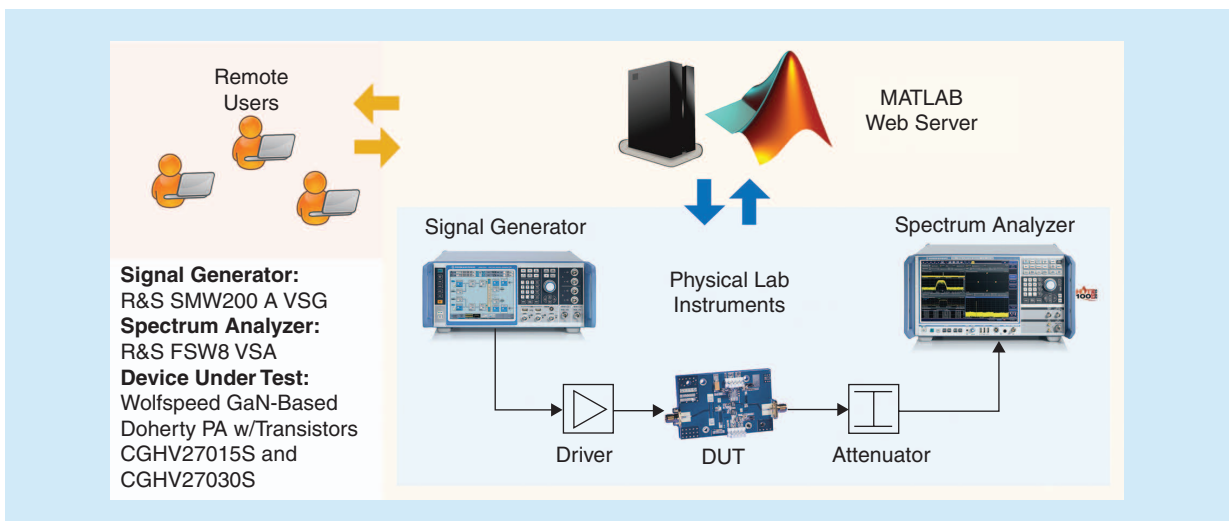 Remote
Users
MATLAB
Web Server
Signal Generator
Spectrum Analyzer
Physical Lab
Instruments
Signal Generator:
R&S SMW200 A VSG
Spectrum Analyzer:
R&S FSW8 VSA
Device Under Test:
Wolfspeed GaN-Based
Doherty PA w/Transistors
CGHV27015S and
CGHV27030S
Driver
DUT
Attenuator